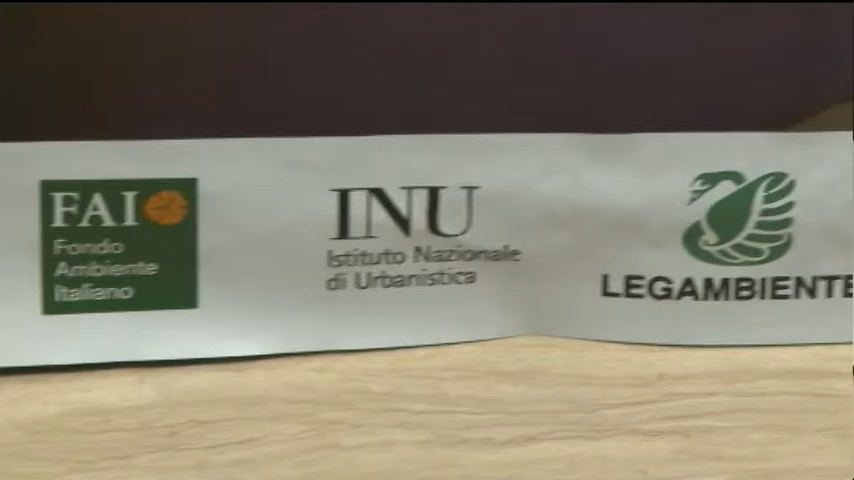 FAI
Fondo
Ambiente
Italiano
INU
Istituto Nazionale
di Urbanistica
LEGAMBIENTE